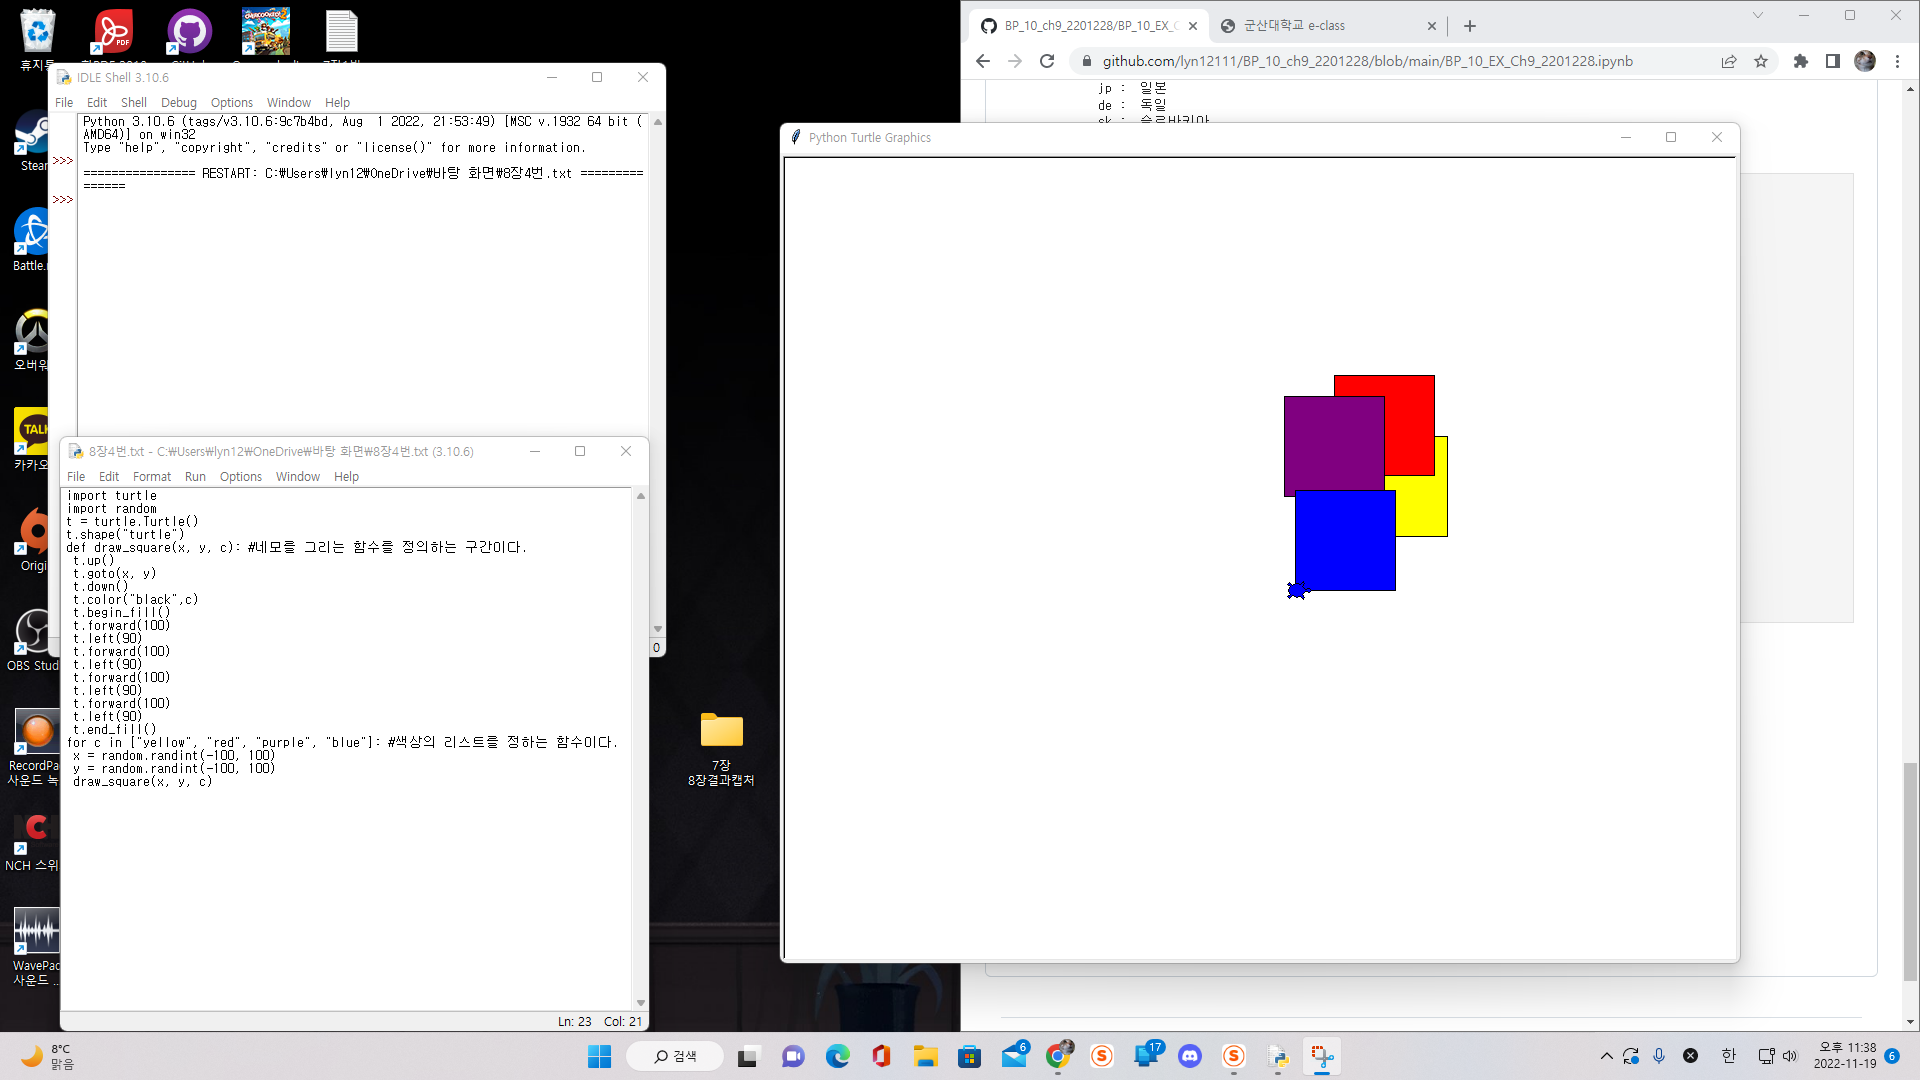 휴지통
IDLE Shell 3.10.6
File Edit Shell Debug Options Window Help
Python 3.10.6 (tags/v3.10.6:9c7b4bd, Aug  1 2022, 21:53:49) [MSC v.1932 64 bit (
AMD64)] on win32
Type "help", "copyright", "credits" or "license()" for more information.
>>>
================ RESTART: C:₩Users₩lyn12₩OneDrive₩바탕 화면₩8장4번.txt =========
======
>>>
0
Battle.
오버워
TALK
카카오
Origi
OBS Stud
RecordPa
사운드 녹
NCH 스위
WavePad
사운드 ...
8장4번.txt - C:₩Users₩lyn12₩OneDrive₩바탕 화면₩8장4번.txt (3.10.6)
File Edit Format Run Options Window Help
import turtle
import random
t = turtle.Turtle()
t.shape("turtle")
def draw_square(x, y, c): #네모를 그리는 함수를 정의하는 구간이다.
 t.up()
 t.goto(x, y)
 t.down()
 t.color("black",c)
 t.begin_fill()
 t.forward(100)
 t.left(90)
 t.forward(100)
 t.left(90)
 t.forward(100)
 t.left(90)
 t.forward(100)
 t.left(90)
 t.end_fill()
for c in ["yellow", "red", "purple", "blue"]: #색상의 리스트를 정하는 함수이다.
 x = random.randint(-100, 100)
 y = random.randint(-100, 100)
 draw_square(x, y, c)
Ln: 23 Col: 21
7장
8장결과캡처
BP_10_ch9_2201228/BP_10_EX_C
군산대학교 e-class
github.com/lyn12111/BP_10_ch9_2201228/blob/main/BP_10_EX_Ch9_2201228.ipynb
jp :  일본
de :  독일
sk :  슬로바키아
Python Turtle Graphics
8°C
맑음
검색
6
17
한
오후 11:38
2022-11-19
6